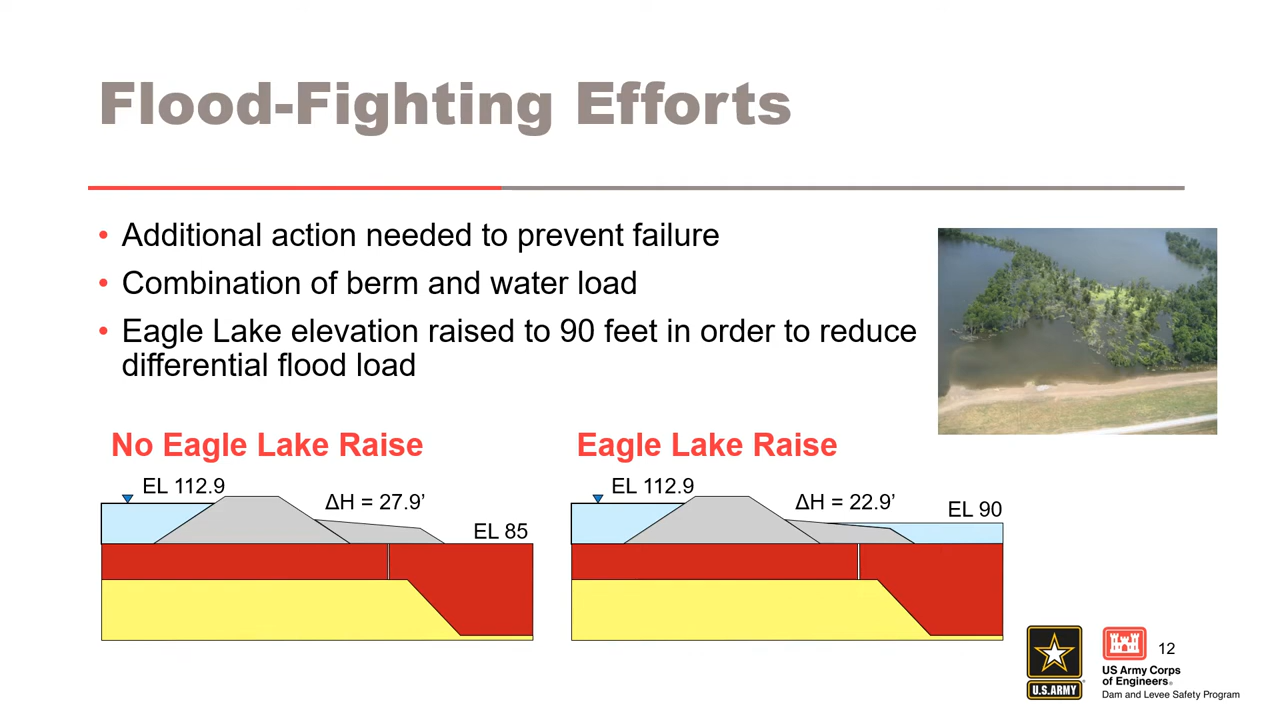 Flood-Fighting Efforts
• Additional action needed to prevent failure
• Combination of berm and water load
• Eagle Lake elevation raised to 90 feet in order to reduce
differential flood load
No Eagle Lake Raise
EL 112.9
ΔH = 27.9’
EL 85
Eagle Lake Raise
EL 112.9
ΔH = 22.9’
EL 90
U.S.ARMY
12
US Army Corps
of Engineers®
Dam and Levee Safety Program